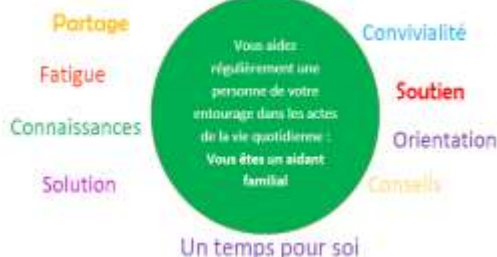 Partage
Fatigue
Connaissances
Solution
Vous aidez
régulièrement une
personne de votre
entourage dans les actes
de la vie quotidienne :
Vous êtes un aidant
familial
Convivialité
Soutien
Orientation
Conseils
Un temps pour soi